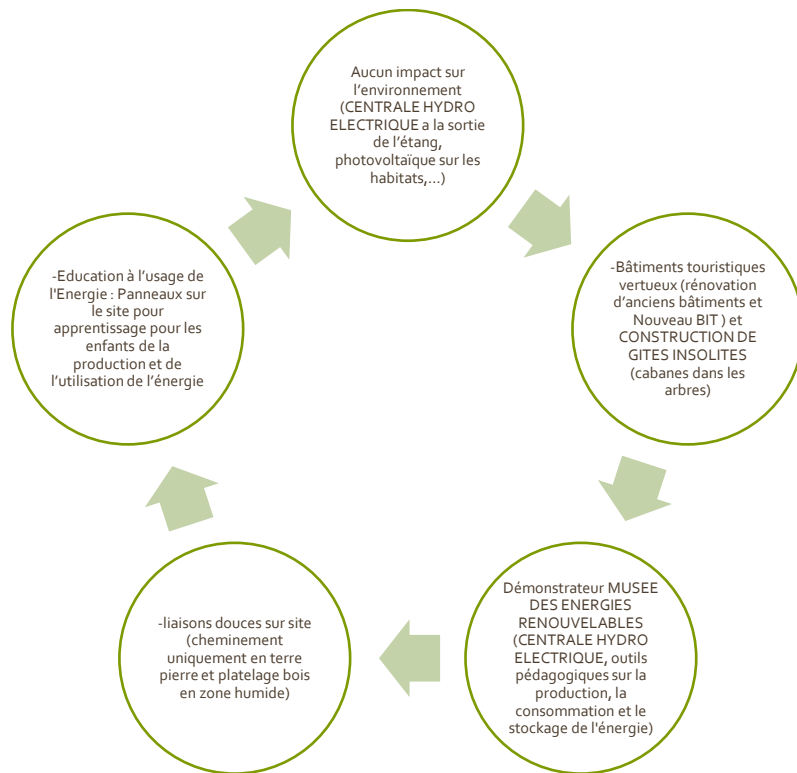 Aucun impact sur
l'environnement
(CENTRALE HYDRO
ELECTRIQUE a la sortie
de l'étang,
photovoltaïque sur les
habitats,...)
-Bâtiments touristiques
vertueux (rénovation
d'anciens bâtiments et
Nouveau BIT ) et
CONSTRUCTION DE
GITES INSOLITES
(cabanes dans les
arbres)
Démonstrateur MUSEE
DES ENERGIES
RENOUVELABLES
(CENTRALE HYDRO
ELECTRIQUE, outils
pédagogiques sur la
production, la
consommation et le
stockage de l'énergie)
-liaisons douces sur site
(cheminement
uniquement en terre
pierre et platelage bois
en zone humide)
-Education à l'usage de
l'Energie : Panneaux sur
le site pour
apprentissage pour les
enfants de la
production et de
l'utilisation de l'énergie